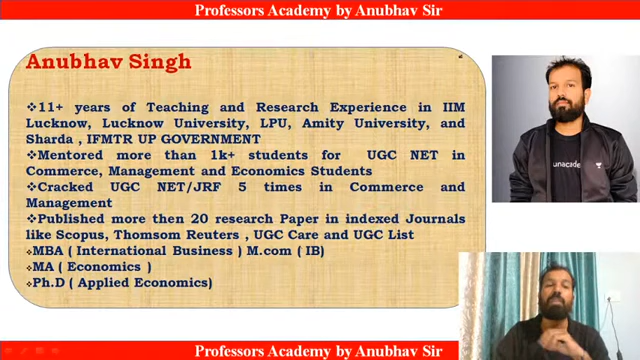 Professors Academy by Anubhav Sir
Anubhav Singh
❖11+ years of Teaching and Research Experience in IIM
Lucknow, Lucknow University, LPU, Amity University, and
Sharda , IFMTR UP GOVERNMENT
❖Mentored more than 1k+ students for UGC NET in
Commerce, Management and Economics Students
❖Cracked UGC NET/JRF 5 times in Commerce and
Management
❖Published more then 20 research Paper in indexed Journals
like Scopus, Thomsom Reuters , UGC Care and UGC List
❖MBA ( International Business ) M.com ( IB)
❖MA ( Economics )
❖Ph.D ( Applied Economics)
unacade
Professors Academy by Anubhav Sir